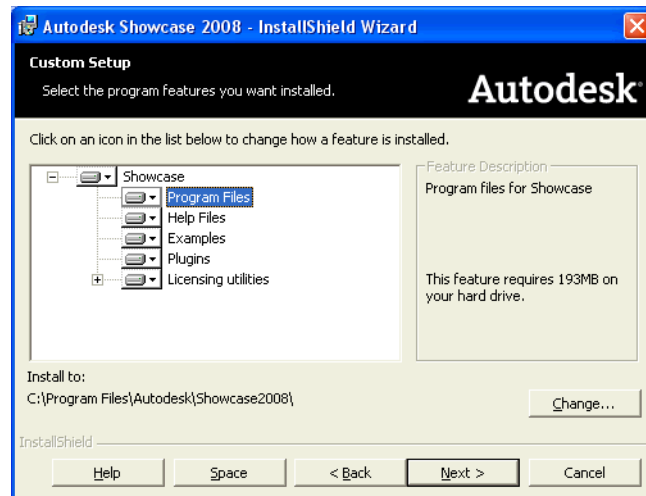 Autodesk Showcase 2008 - InstallShield Wizard
Custom Setup
Select the program features you want installed.
Autodesk
Click on an icon in the list below to change how a feature is installed.
Showcase
Program Files
Help Files
Examples
Plugins
Licensing utilities
Feature Description
Program files for Showcase
This feature requires 193MB on
your hard drive.
Install to:
C:\Program Files\Autodesk\Showcase2008\
Change...
InstallShield
Help
Space
< Back
Next >
Cancel